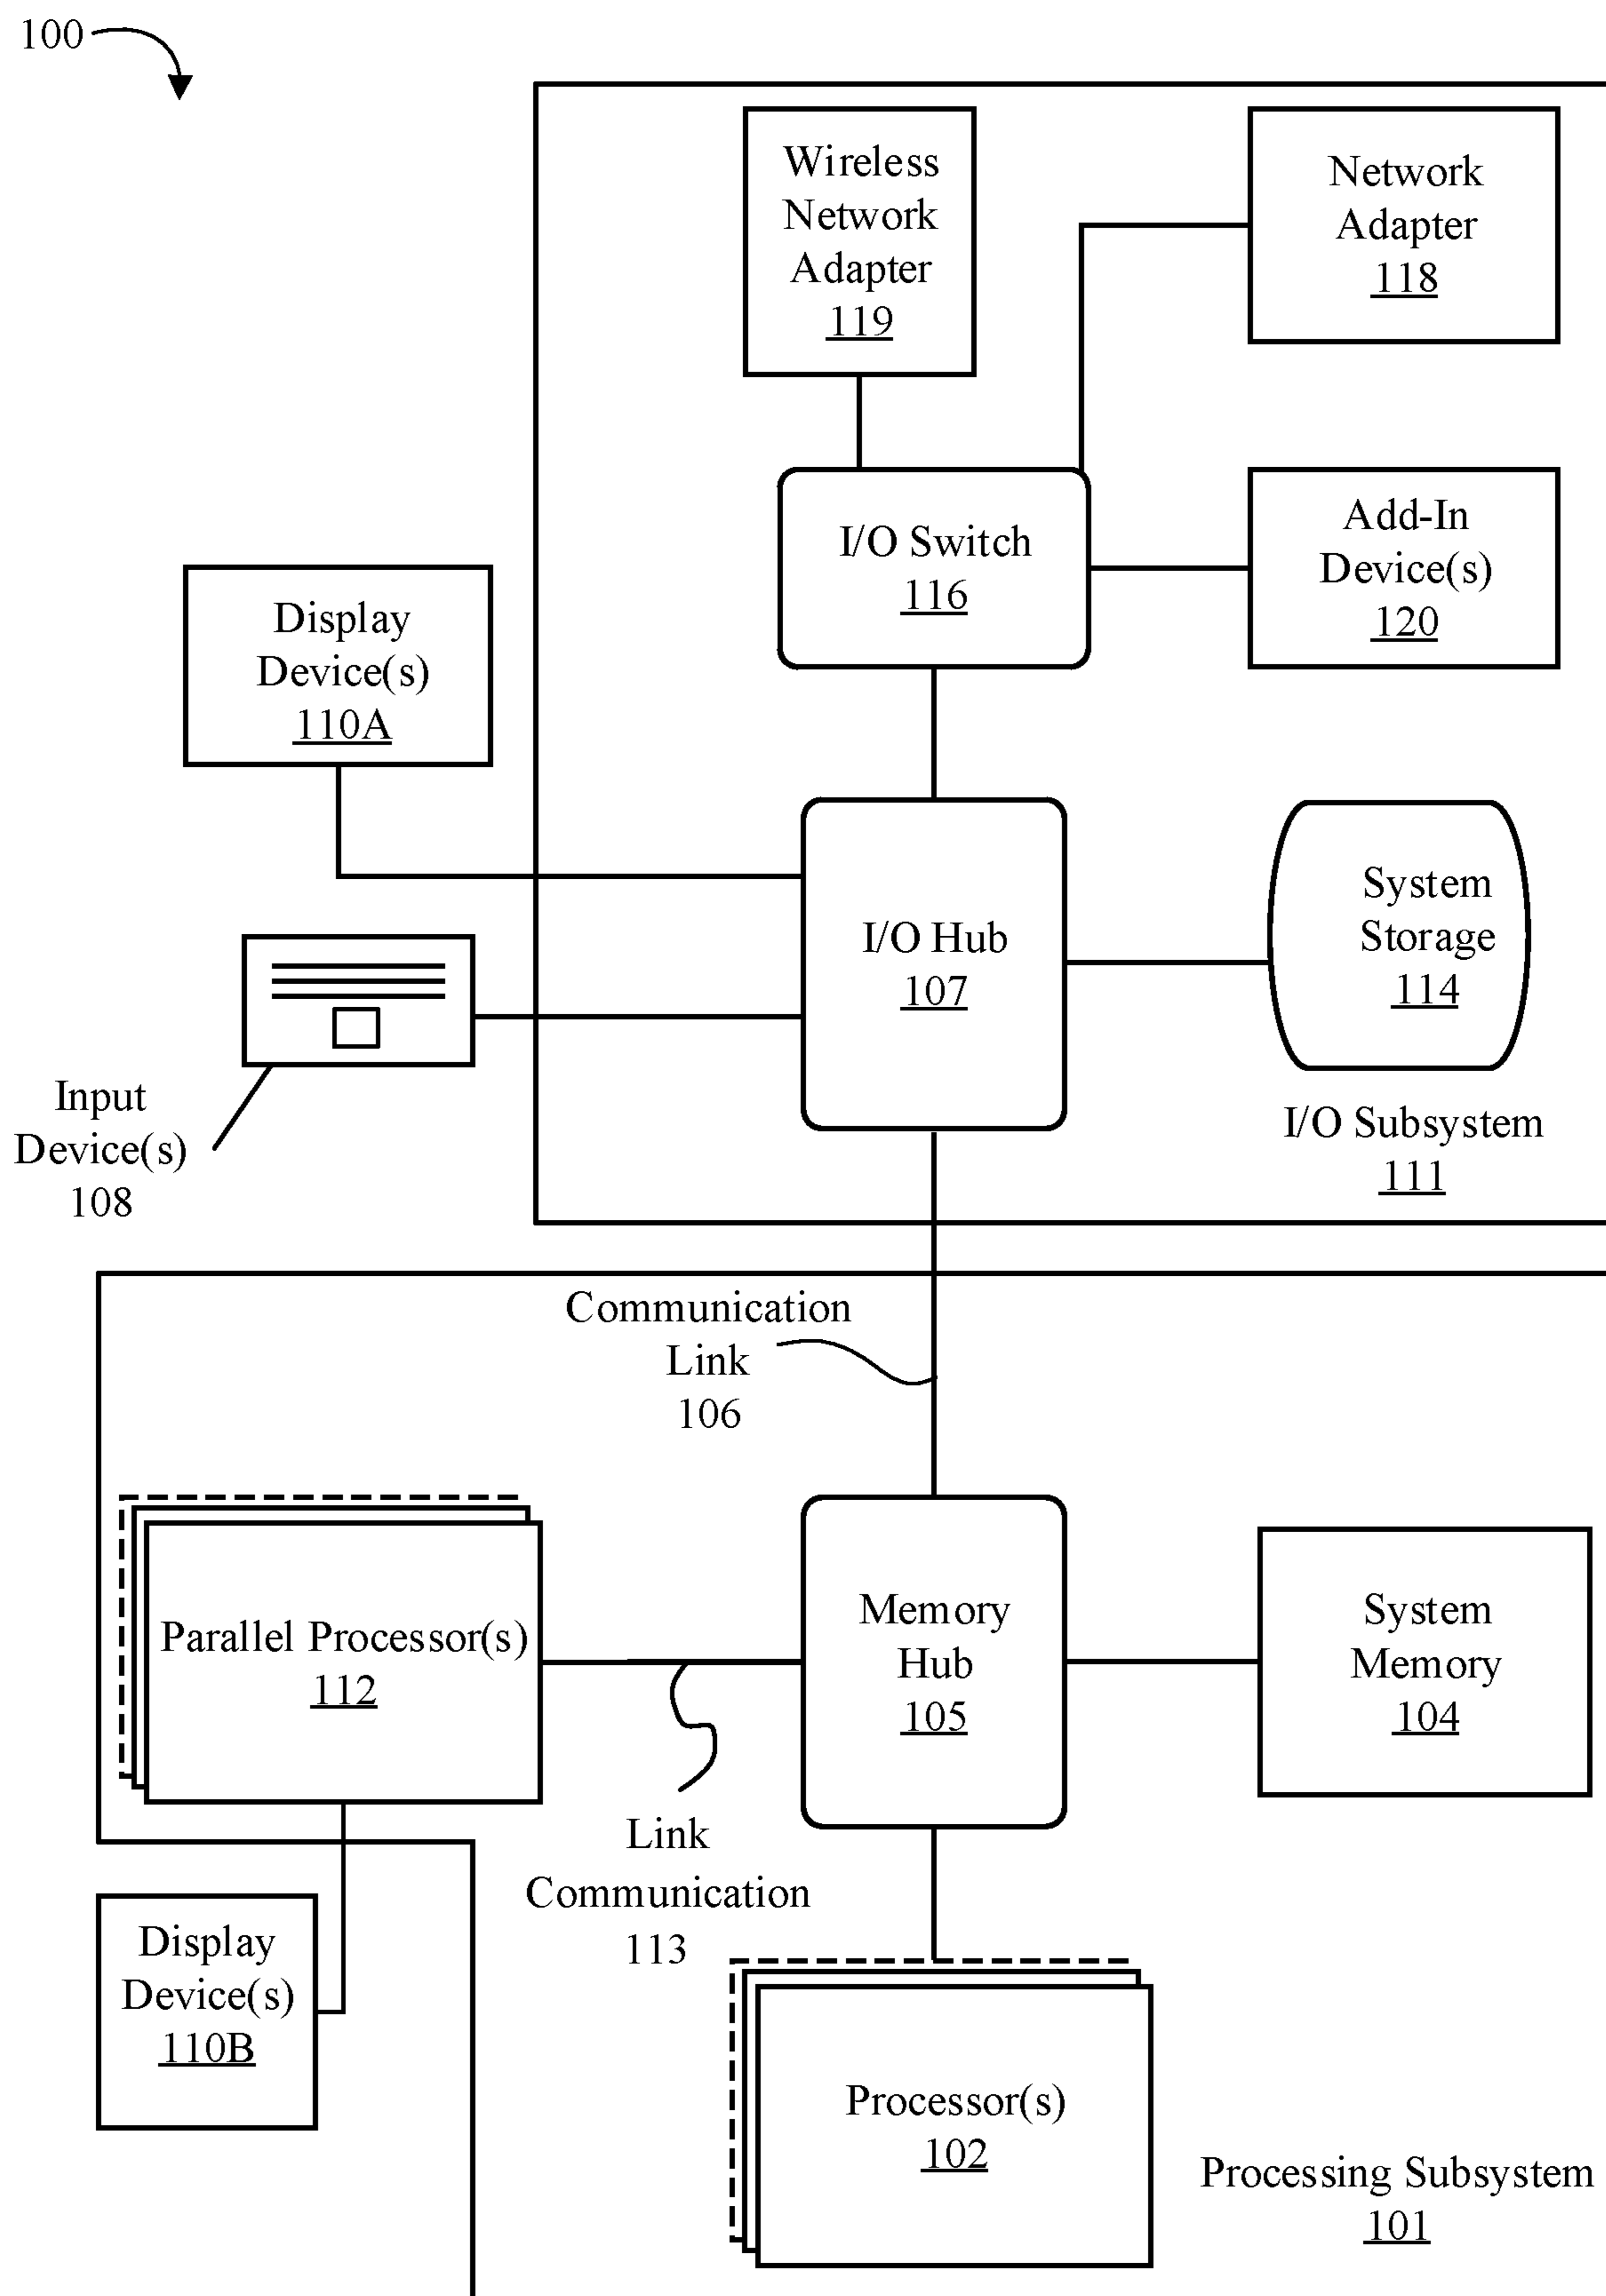 100
Wireless
Network
Adapter
119
Network
Adapter
118
I/O Switch
116
Add-In
Device(s)
120
Display
Device(s)
110A
I/O Hub
107
System
Storage
114
Input
Device(s)
108
I/O Subsystem
111
Communication
Link
106
Parallel Processor(s)
112
Memory
Hub
105
System
Memory
104
Link
Communication
113
Display
Device(s)
110B
Processor(s)
102
Processing Subsystem
101